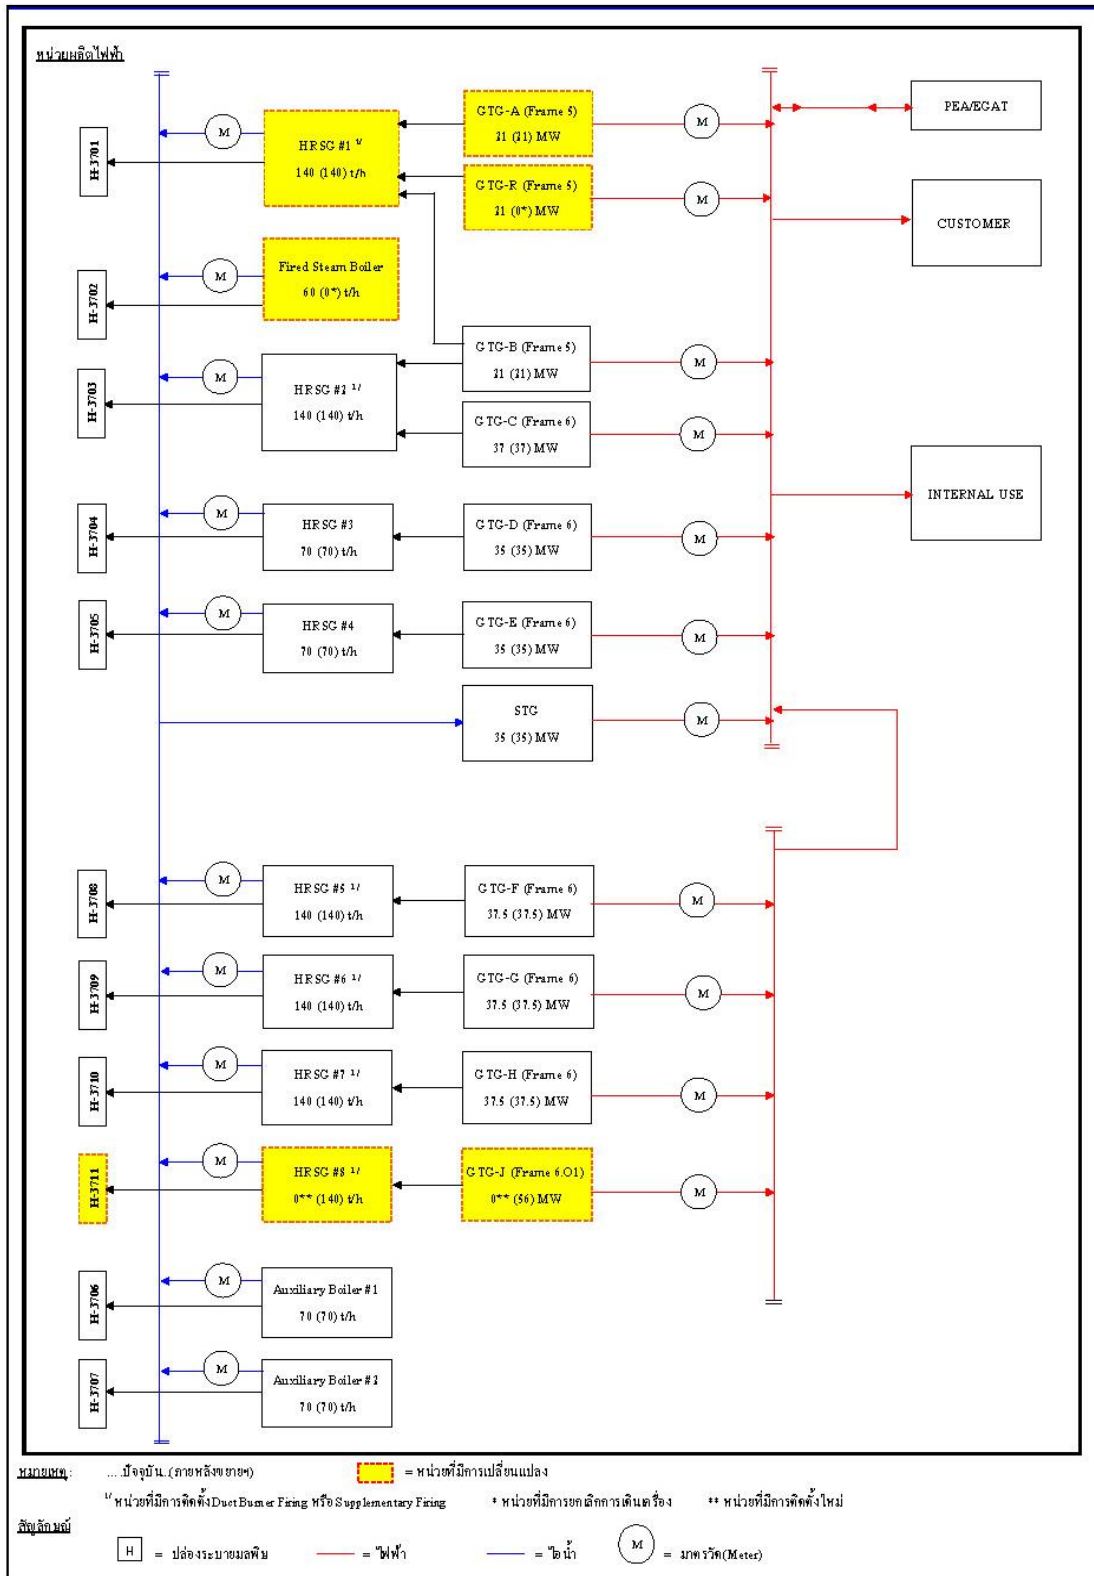 หน่วยผลิตไฟฟ้า
GTG-A (Frame 5)
21 (21) MW
PEA/EGAT
M
M
HRSG #1 1/
140 (140) t/h
H-3701
GTG-R (Frame 5)
21 (0*) MW
M
CUSTOMER
Fired Steam Boiler
60 (0*) t/h
M
H-3702
GTG-B (Frame 5)
21 (21) MW
M
HRSG #2 1/
140 (140) t/h
M
H-3703
GTG-C (Frame 6)
37 (37) MW
M
INTERNAL USE
HRSG #3
70 (70) t/h
M
H-3704
GTG-D (Frame 6)
35 (35) MW
M
HRSG #4
70 (70) t/h
M
H-3705
GTG-E (Frame 6)
35 (35) MW
M
STG
35 (35) MW
M
HRSG #5 1/
140 (140) t/h
M
H-3708
GTG-F (Frame 6)
37.5 (37.5) MW
M
HRSG #6 1/
140 (140) t/h
M
H-3709
GTG-G (Frame 6)
37.5 (37.5) MW
M
HRSG #7 1/
140 (140) t/h
M
H-3710
GTG-H (Frame 6)
37.5 (37.5) MW
M
HRSG #8 1/
0** (140) t/h
M
H-3711
GTG-J (Frame 6.O1)
0** (56) MW
M
Auxiliary Boiler #1
70 (70) t/h
M
H-3706
Auxiliary Boiler #2
70 (70) t/h
M
H-3707
หมายเหตุ : ....ปัจจุบัน..(ภายหลังขยายฯ) = หน่วยที่มีการเปลี่ยนแปลง
1/ หน่วยที่มีการติดตั้ง Duct Burner Firing หรือ Supplementary Firing * หน่วยที่มีการยกเลิกการเดินเครื่อง ** หน่วยที่มีการติดตั้งใหม่
สัญลักษณ์
H = ปล่องระบายมลพิษ = ไฟฟ้า = ไอน้ำ M = มาตรวัด(Meter)